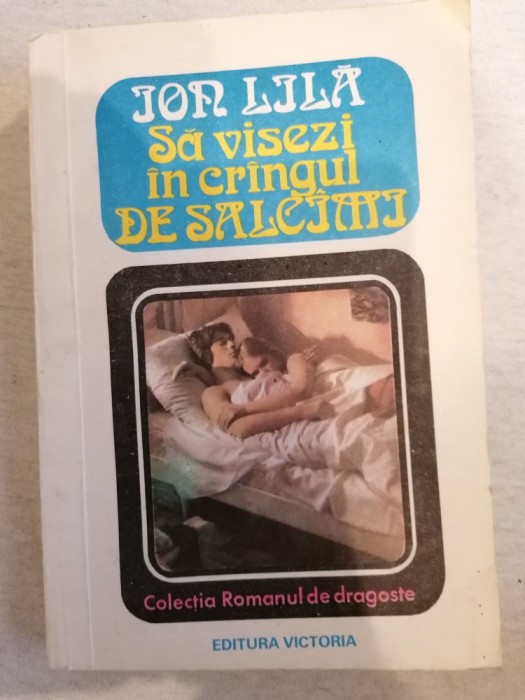 ION LILĂ
Să visezi
în crîngul
DE SALCÎMI
Colecția Romanul de dragoste
EDITURA VICTORIA